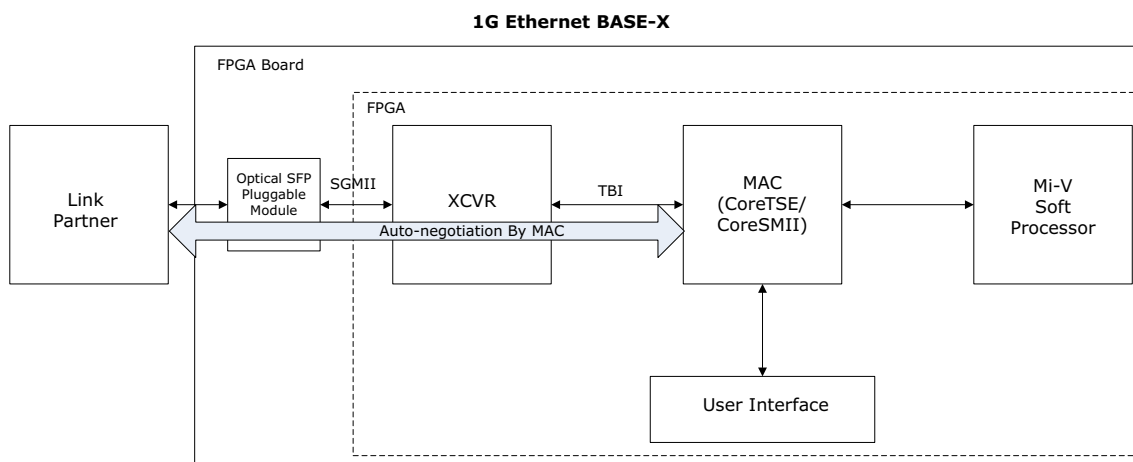 1G Ethernet BASE-X
FPGA Board
FPGA
Link
Partner
Optical SFP
Pluggable
Module
SGMII
XCVR
TBI
MAC
(CoreTSE/
CoreSMII)
Mi-V
Soft
Processor
Auto-negotiation By MAC
User Interface